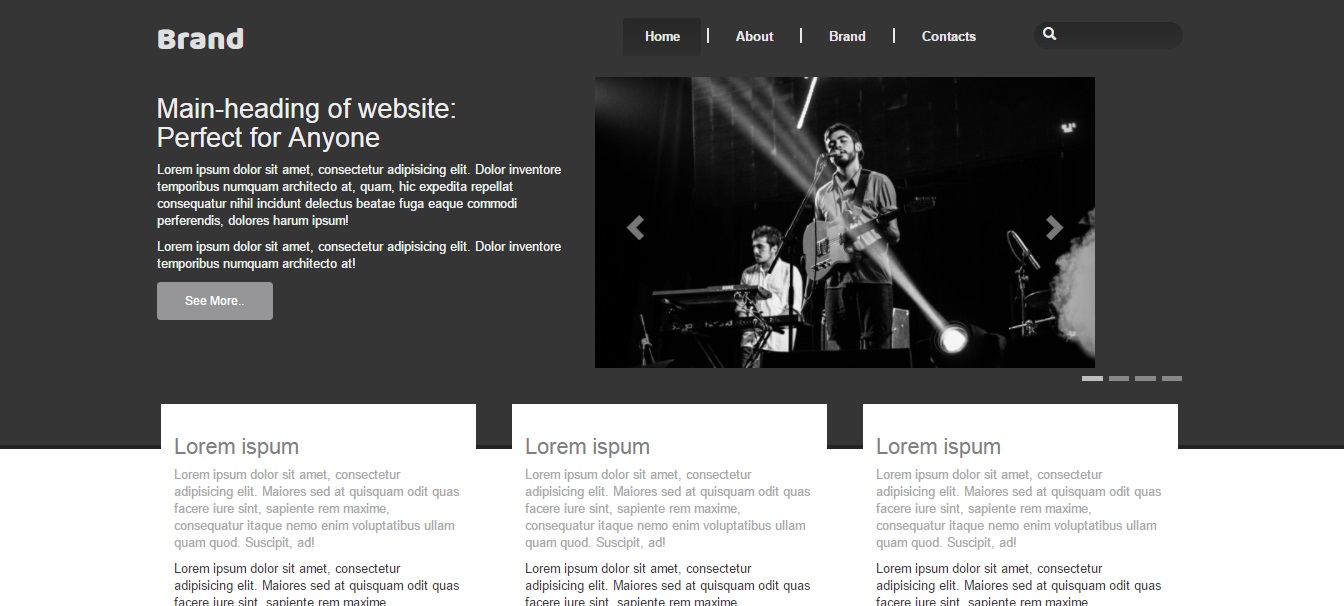 Brand
Home
About
Brand
Contacts
Main-heading of website:
Perfect for Anyone
Lorem ipsum dolor sit amet, consectetur adipisicing elit. Dolor inventore
temporibus numquam architecto at, quam, hic expedita repellat
consequatur nihil incidunt delectus beatae fuga eaque commodi
perferendis, dolores harum ipsum!
Lorem ipsum dolor sit amet, consectetur adipisicing elit. Dolor inventore
temporibus numquam architecto at!
See More..
Lorem ispum
Lorem ipsum dolor sit amet, consectetur
adipisicing elit. Maiores sed at quisquam odit quas
facere iure sint, sapiente rem maxime,
consequatur itaque nemo enim voluptatibus ullam
quam quod. Suscipit, ad!
Lorem ipsum dolor sit amet, consectetur
adipisicing elit. Maiores sed at quisquam odit quas
facere iure sint, sapiente rem maxime,
Lorem ispum
Lorem ipsum dolor sit amet, consectetur
adipisicing elit. Maiores sed at quisquam odit quas
facere iure sint, sapiente rem maxime,
consequatur itaque nemo enim voluptatibus ullam
quam quod. Suscipit, ad!
Lorem ipsum dolor sit amet, consectetur
adipisicing elit. Maiores sed at quisquam odit quas
facere iure sint, sapiente rem maxime,
Lorem ispum
Lorem ipsum dolor sit amet, consectetur
adipisicing elit. Maiores sed at quisquam odit quas
facere iure sint, sapiente rem maxime,
consequatur itaque nemo enim voluptatibus ullam
quam quod. Suscipit, ad!
Lorem ipsum dolor sit amet, consectetur
adipisicing elit. Maiores sed at quisquam odit quas
facere iure sint, sapiente rem maxime,